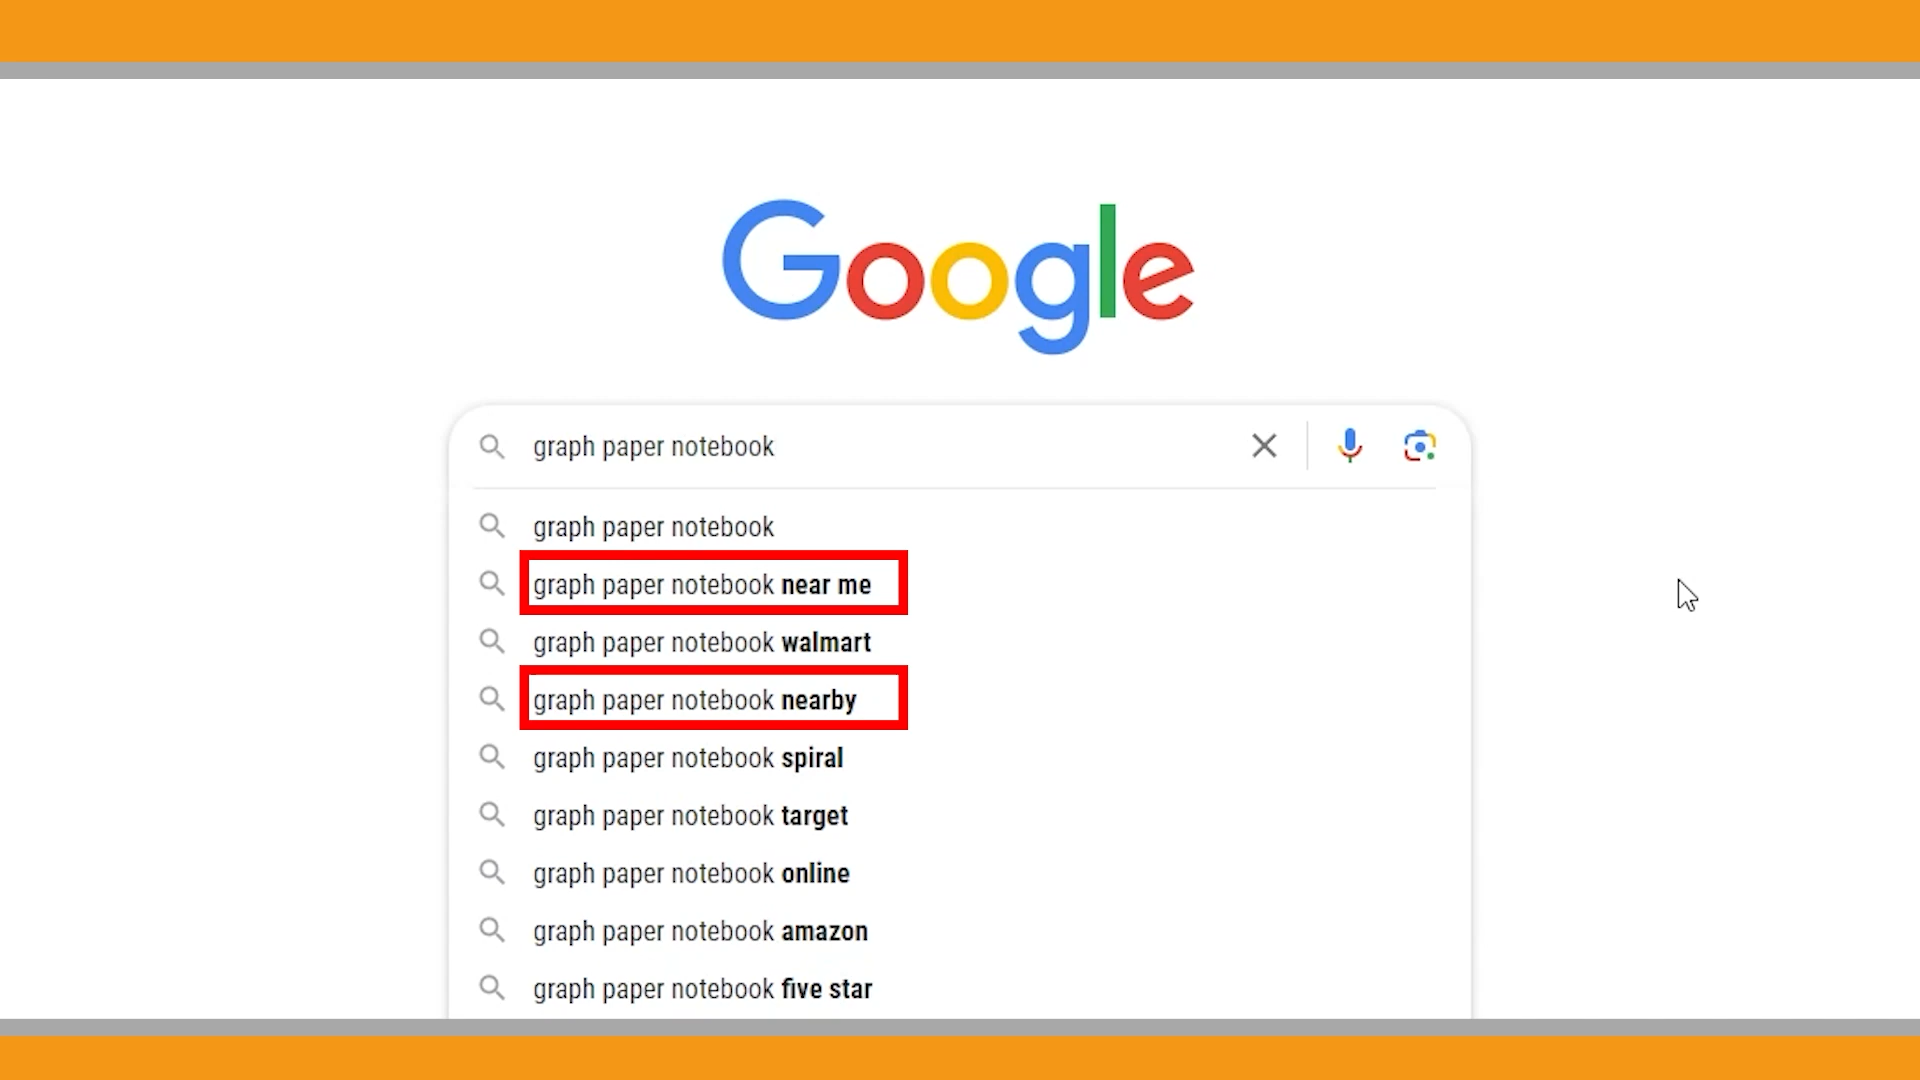 Google
graph paper notebook
graph paper notebook
graph paper notebook near me
graph paper notebook walmart
graph paper notebook nearby
graph paper notebook spiral
graph paper notebook target
graph paper notebook online
graph paper notebook amazon
graph paper notebook five star